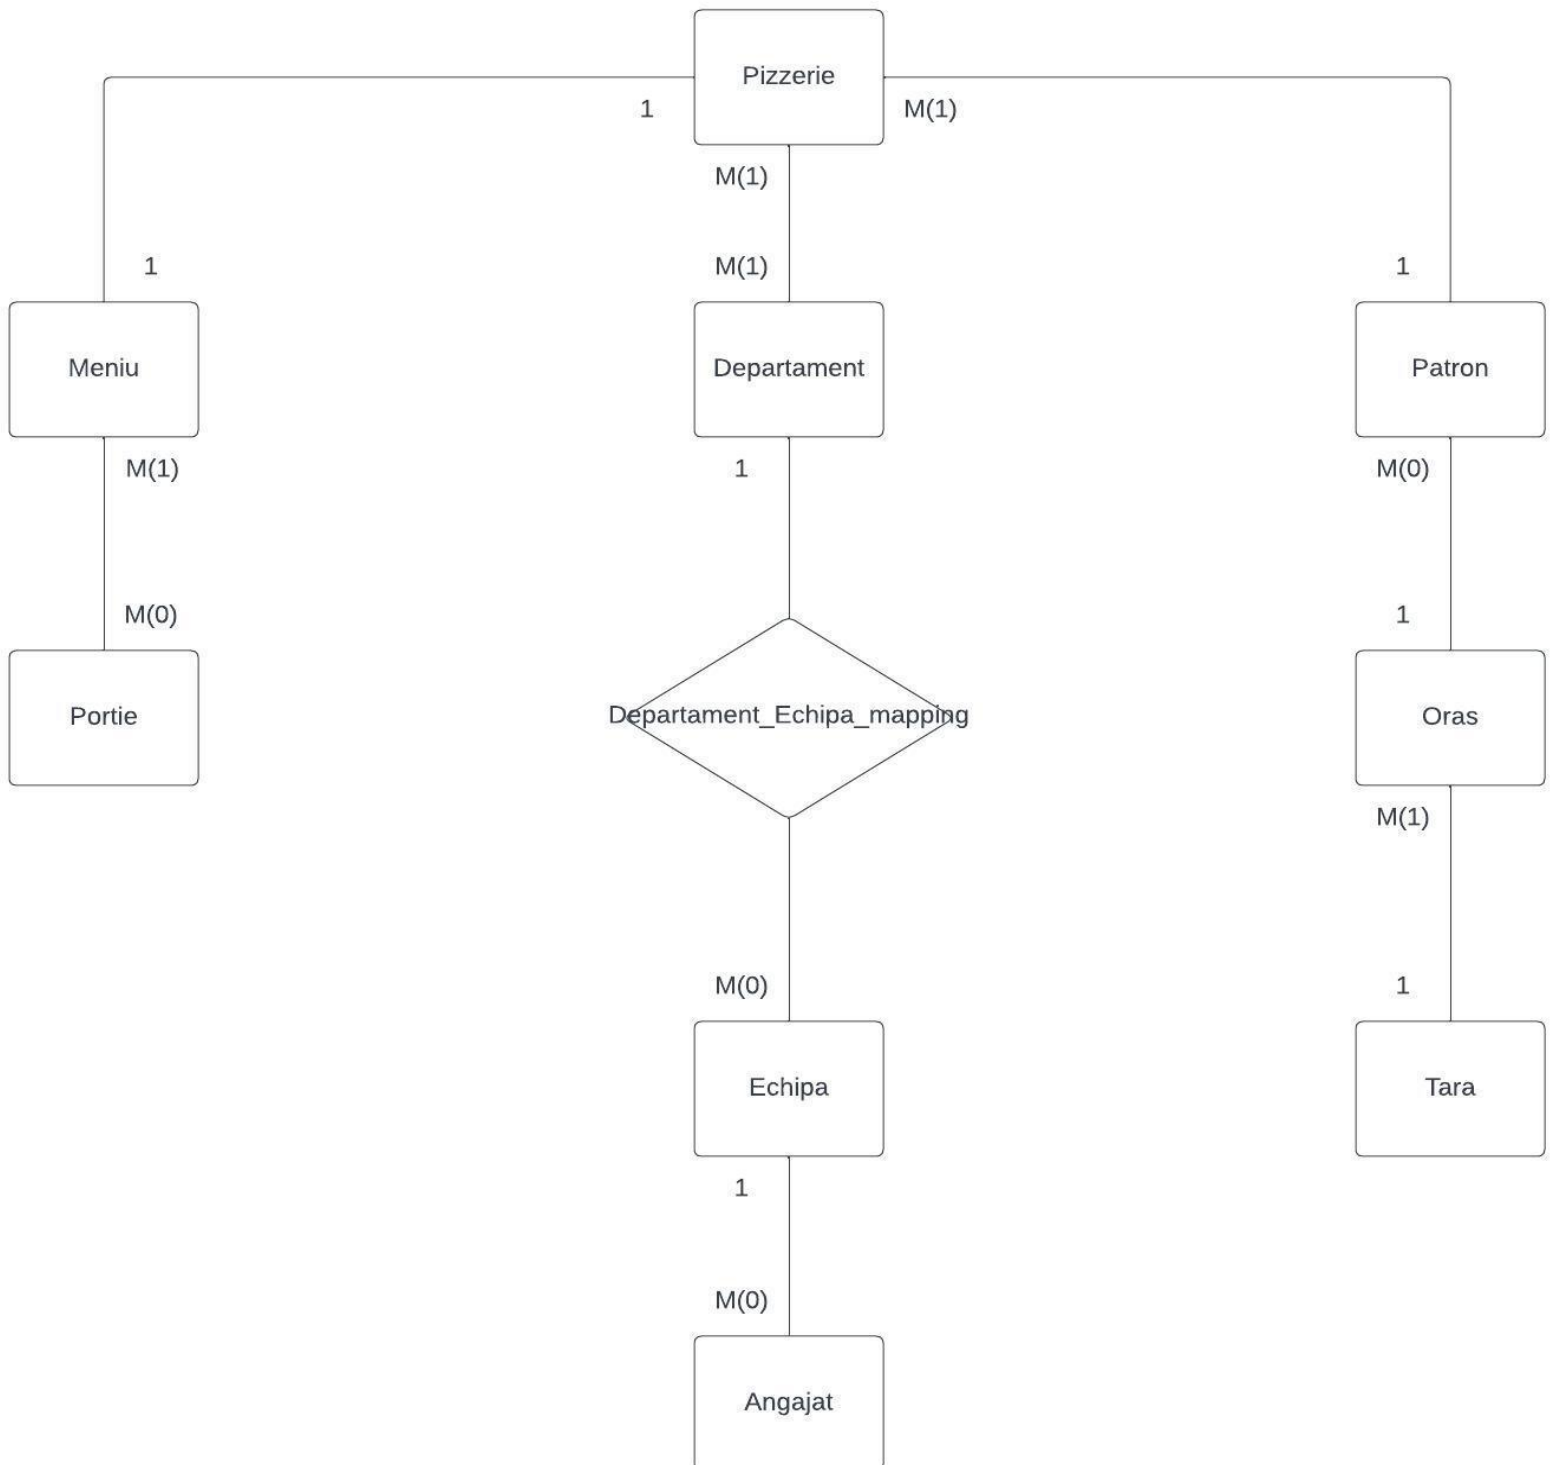 Pizzerie
1
M(1)
M(1)
1
M(1)
1
Meniu
Departament
Patron
M(1)
1
M(0)
M(0)
1
Portie
Departament_Echipa_mapping
Oras
M(1)
M(0)
1
Echipa
Tara
1
M(0)
Angajat